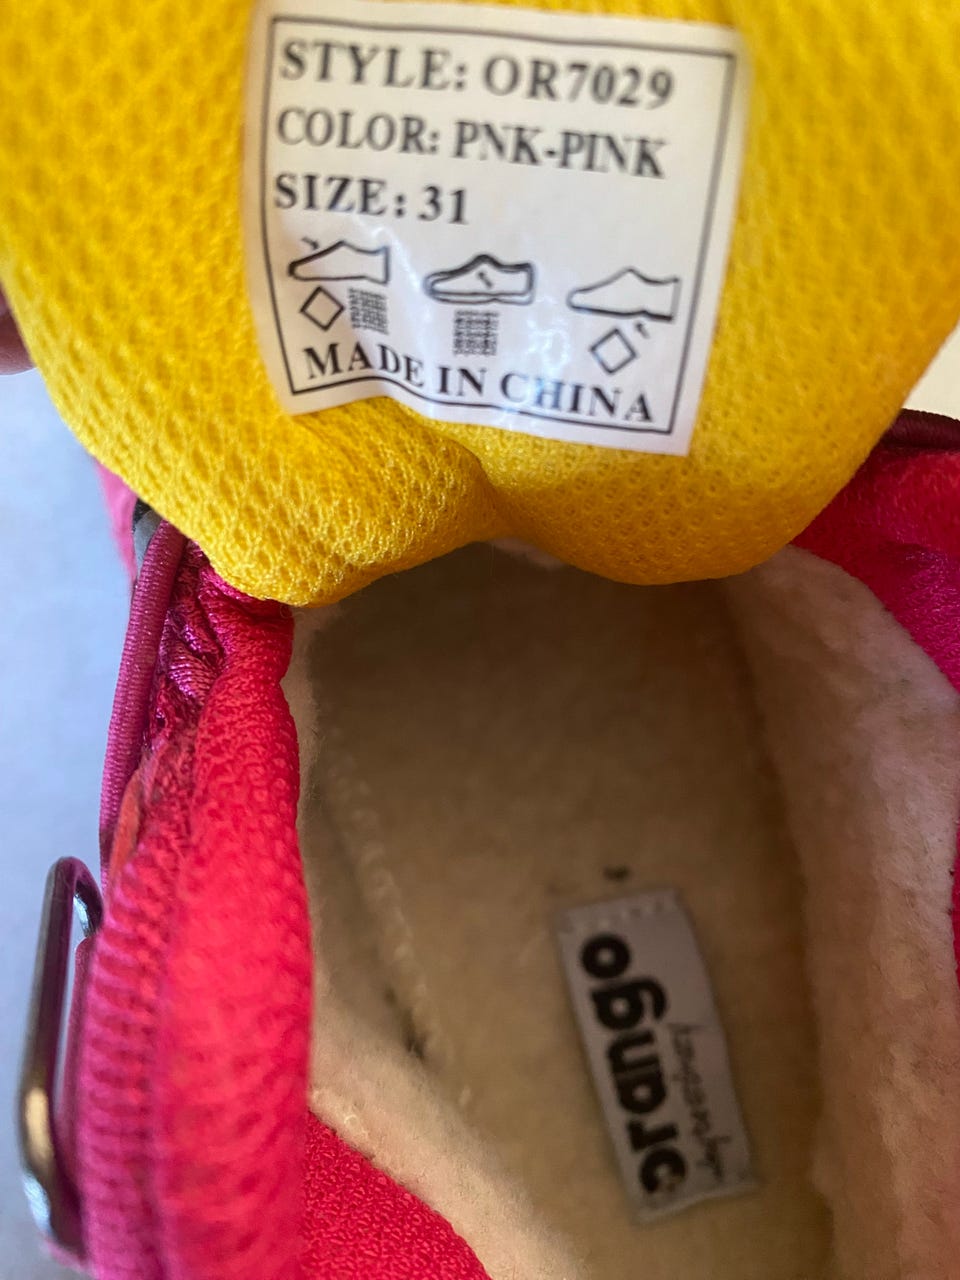 STYLE: OR7029
COLOR: PNK-PINK
SIZE: 31
MADE IN CHINA
orango